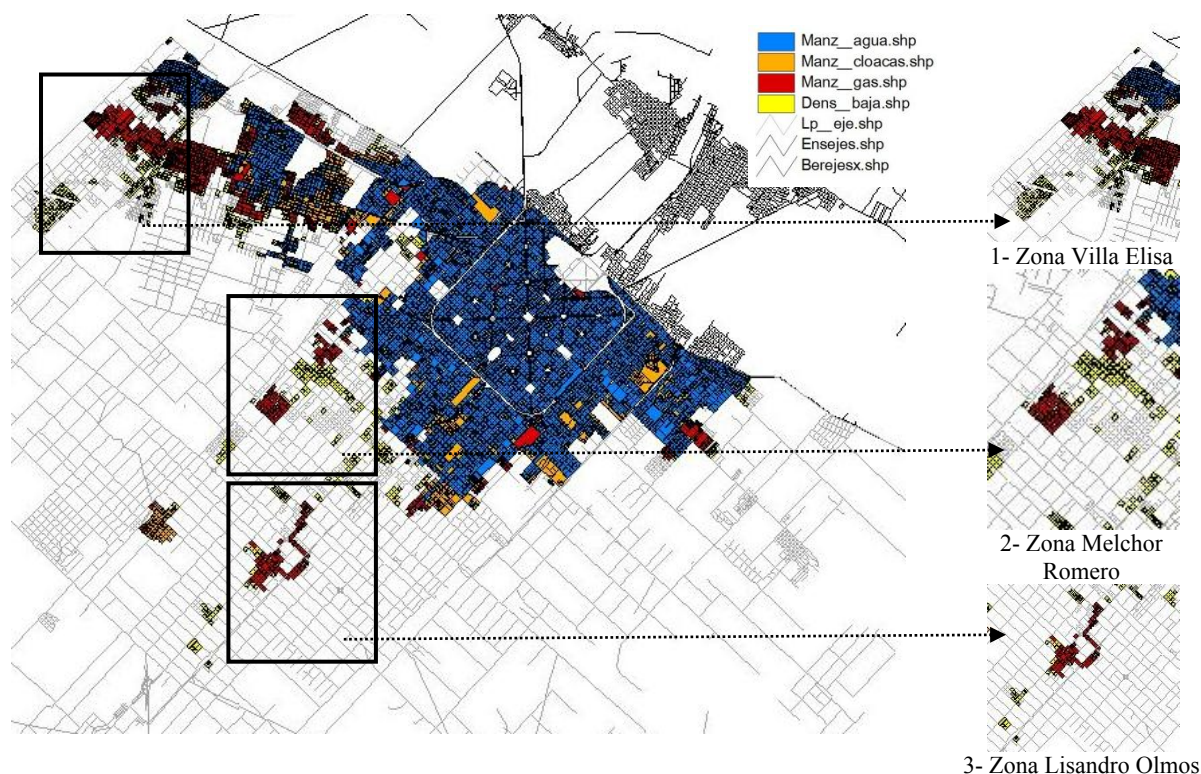 Manz__agua.shp
Manz__cloacas.shp
Manz__gas.shp
Dens__baja.shp
Lp__eje.shp
Ensejes.shp
Berejesx.shp
1- Zona Villa Elisa
2- Zona Melchor
Romero
3- Zona Lisandro Olmos